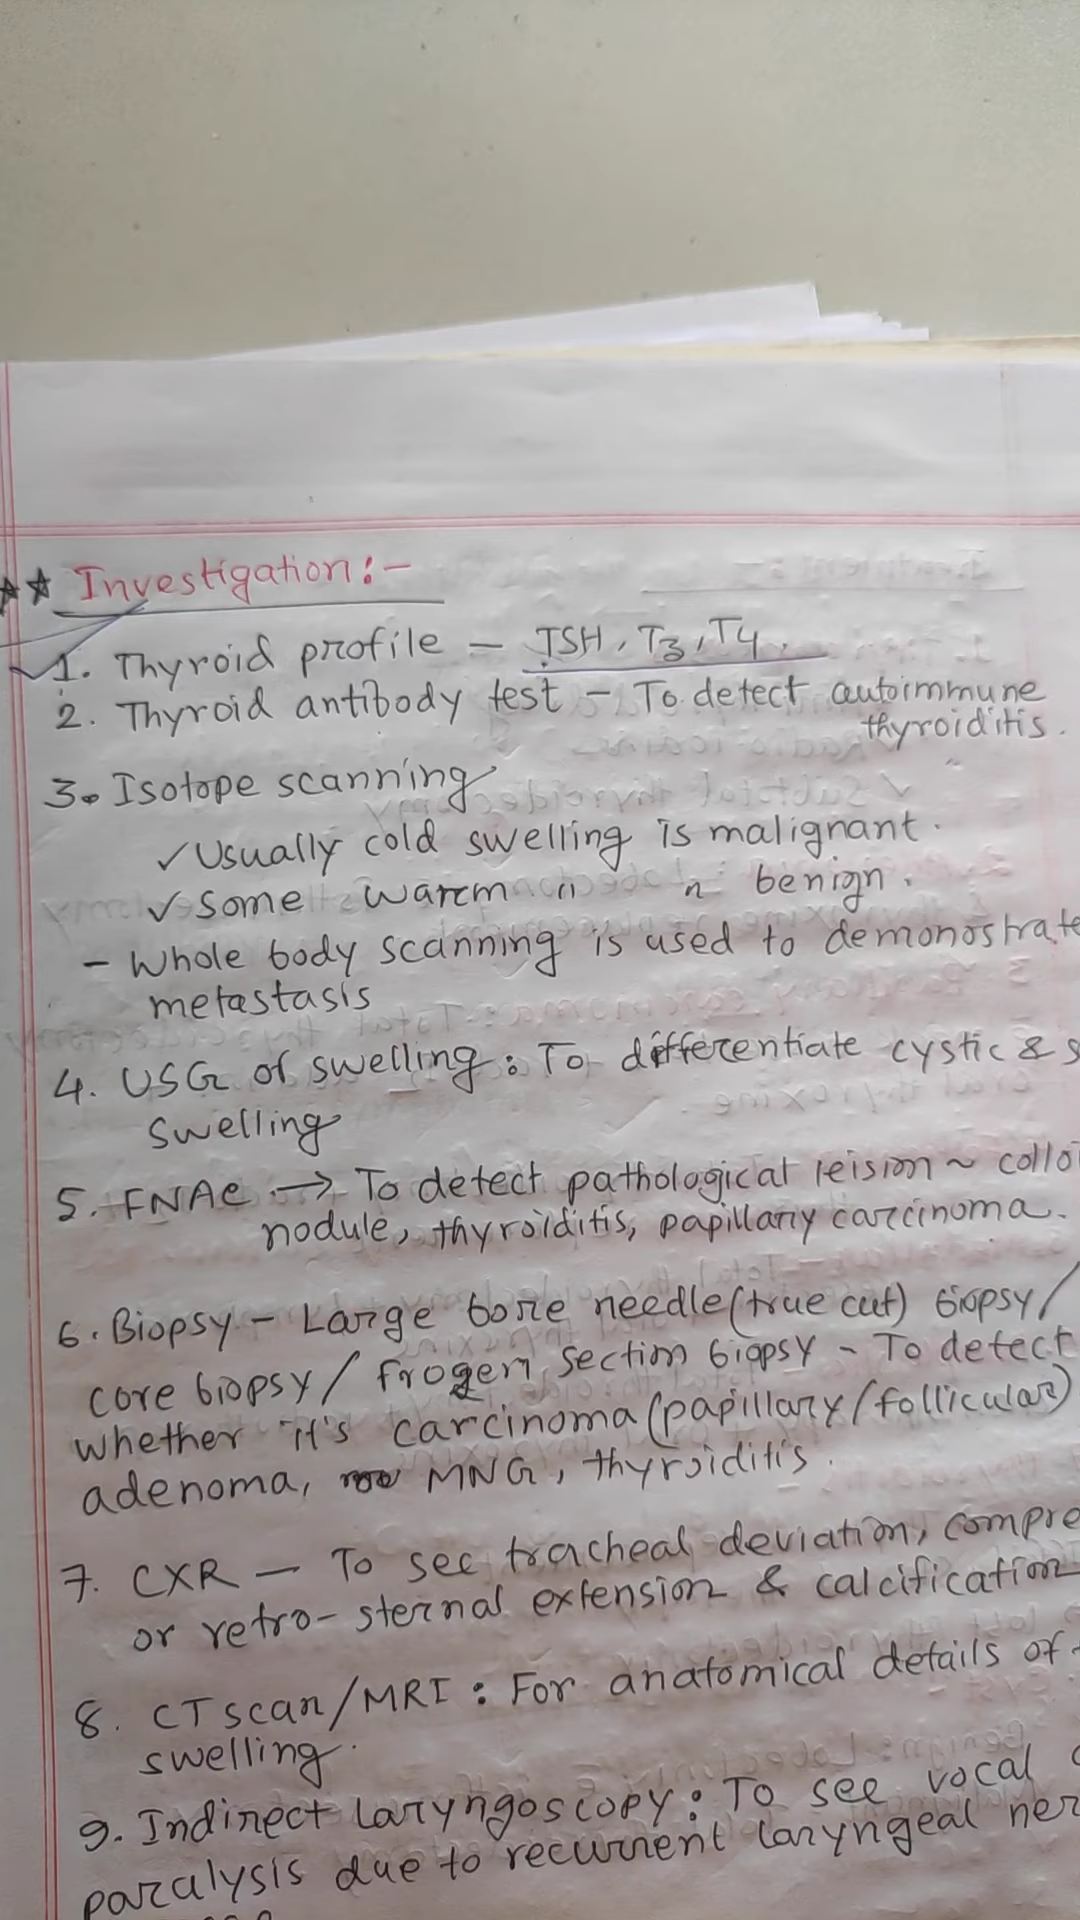 ★★ Investigation:-
1. Thyroid profile — TSH, T3, T4.
2. Thyroid antibody test - To detect autoimmune
thyroiditis.
3. Isotope scanning
✓ Usually cold swelling is malignant.
✓ Some warm " " benign.
- Whole body scanning is used to demonostrate
metastasis
4. USG of swelling: To differentiate cystic & s
swelling
5. FNAC → To detect pathological leision ~ collo
nodule, thyroiditis, papillary carcinoma.
6. Biopsy - Large bore needle (true cut) biopsy/
core biopsy/ frozen section biopsy - To detect
whether it's carcinoma (papillary/follicular)
adenoma, MNG, thyroiditis.
7. CXR — To see tracheal deviation, compre
or retro-sternal extension & calcification
8. CT scan/MRI : For anatomical details of
swelling.
9. Indirect laryngoscopy: To see vocal
paralysis due to recurrent laryngeal ner